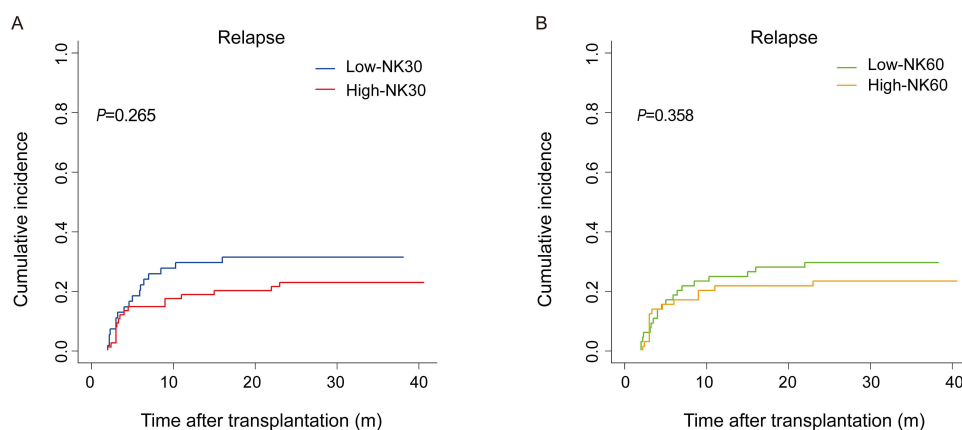 A
Relapse
Low-NK30
High-NK30
P=0.265
Cumulative incidence
1.0
0.8
0.6
0.4
0.2
0.0
0
10
20
30
40
Time after transplantation (m)
B
Relapse
Low-NK60
High-NK60
P=0.358
Cumulative incidence
1.0
0.8
0.6
0.4
0.2
0.0
0
10
20
30
40
Time after transplantation (m)